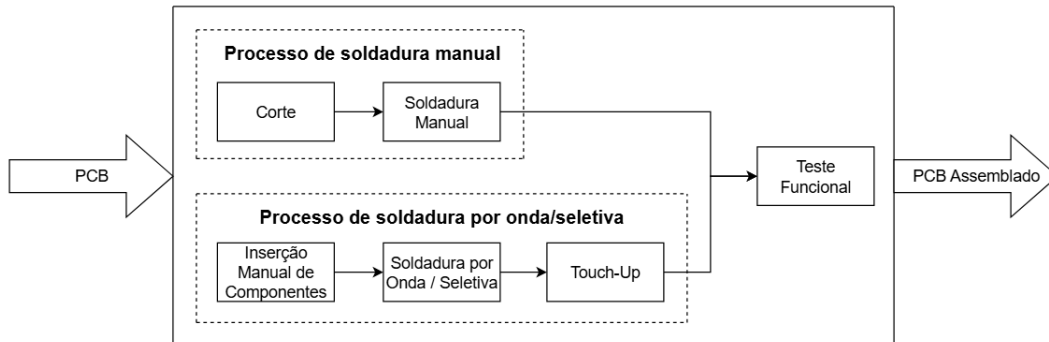 Processo de soldadura manual
Corte
Soldadura
Manual
PCB
Teste
Funcional
PCB Assemblado
Processo de soldadura por onda/seletiva
Inserção
Manual de
Componentes
Soldadura por
Onda / Seletiva
Touch-Up